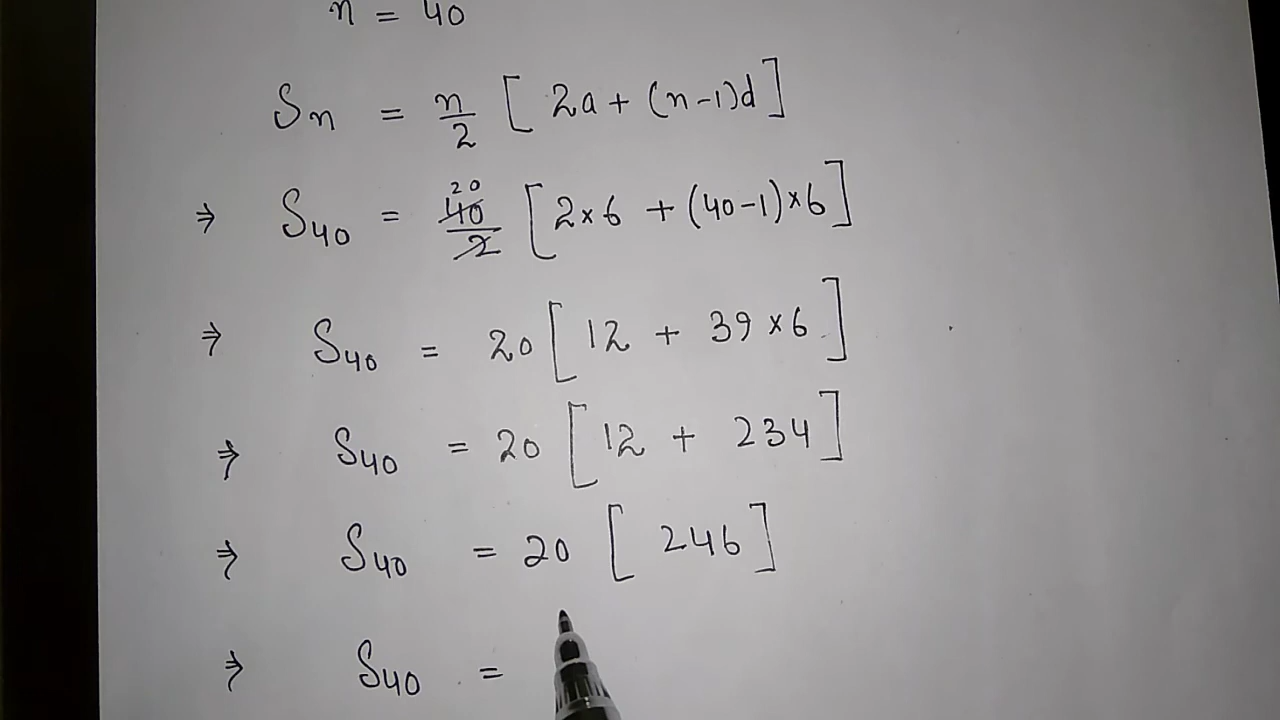 n = 40
Sn = n/2 [ 2a + (n-1)d ]
⇒ S40 = 20 40/2 [ 2×6 + (40-1)×6 ]
⇒ S40 = 20 [ 12 + 39×6 ]
⇒ S40 = 20 [ 12 + 234 ]
⇒ S40 = 20 [ 246 ]
⇒ S40 =